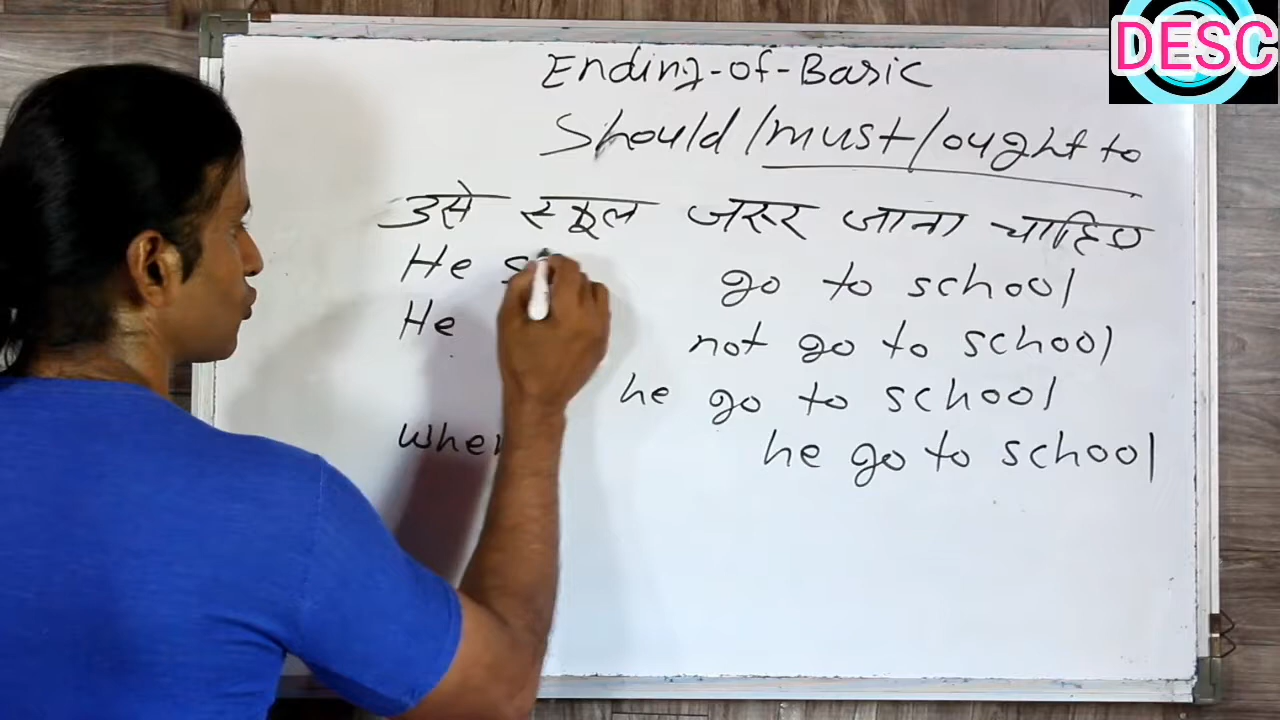 DESC
Ending-of-Basic
Should/must/ought to
उसे स्कूल जरूर जाना चाहिए
He go to school
He not go to school
he go to school
he go to school